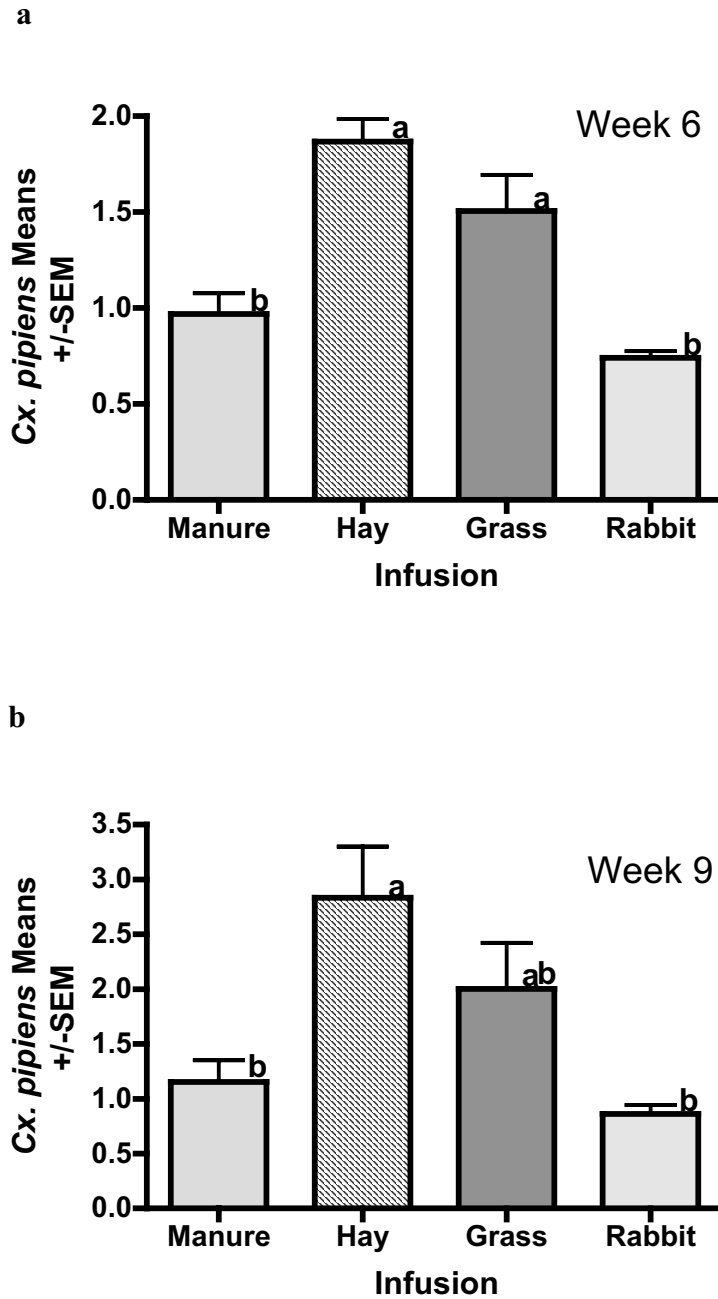 a
Week 6
Cx. pipiens Means
+/-SEM
2.0
1.5
1.0
0.5
0.0
b
a
a
b
Manure Hay Grass Rabbit
Infusion
b
Week 9
Cx. pipiens Means
+/-SEM
3.5
3.0
2.5
2.0
1.5
1.0
0.5
0.0
b
a
ab
b
Manure Hay Grass Rabbit
Infusion